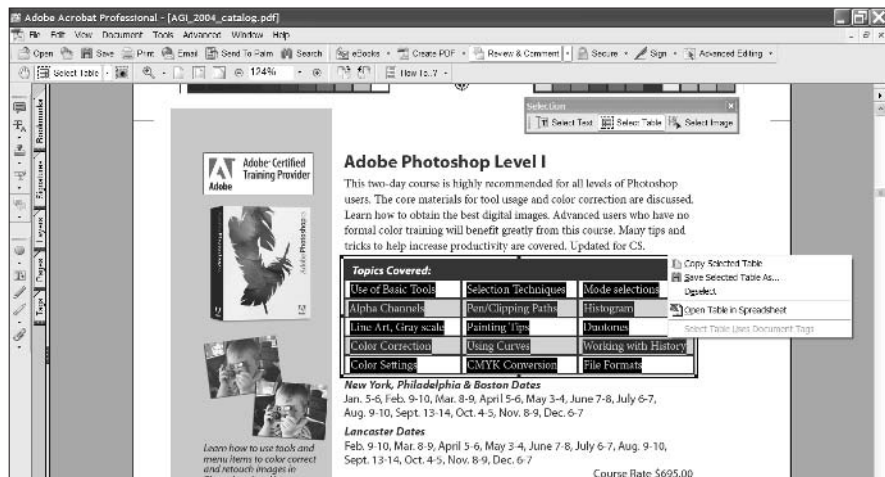 Adobe Acrobat Professional - [AGI_2004_catalog.pdf]
File Edit View Document Tools Advanced Window Help
Open Save Print Email Send To Palm Search eBooks Create PDF Review & Comment Secure Sign Advanced Editing
Select Table 124% How To..?
Selection
Select Text Select Table Select Image
Bookmarks
Signatures
Layers
Pages
Tags
Adobe Certified
Training Provider
Adobe
Adobe Photoshop Level I
This two-day course is highly recommended for all levels of Photoshop
users. The core materials for tool usage and color correction are discussed.
Learn how to obtain the best digital images. Advanced users who have no
formal color training will benefit greatly from this course. Many tips and
tricks to help increase productivity are covered. Updated for CS.
Topics Covered:
Use of Basic Tools Selection Techniques Mode selections
Alpha Channels Pen/Clipping Paths Histogram
Line Art, Gray scale Painting Tips Duotones
Color Correction Using Curves Working with History
Color Settings CMYK Conversion File Formats
Copy Selected Table
Save Selected Table As...
Deselect
Open Table in Spreadsheet
Select Table Uses Document Tags
New York, Philadelphia & Boston Dates
Jan. 5-6, Feb. 9-10, Mar. 8-9, April 5-6, May 3-4, June 7-8, July 6-7,
Aug. 9-10, Sept. 13-14, Oct. 4-5, Nov. 8-9, Dec. 6-7
Lancaster Dates
Feb. 9-10, Mar. 8-9, April 5-6, May 3-4, June 7-8, July 6-7, Aug. 9-10,
Sept. 13-14, Oct. 4-5, Nov. 8-9, Dec. 6-7
Course Rate $695.00
Learn how to use tools and
menu items to color correct
and retouch images in